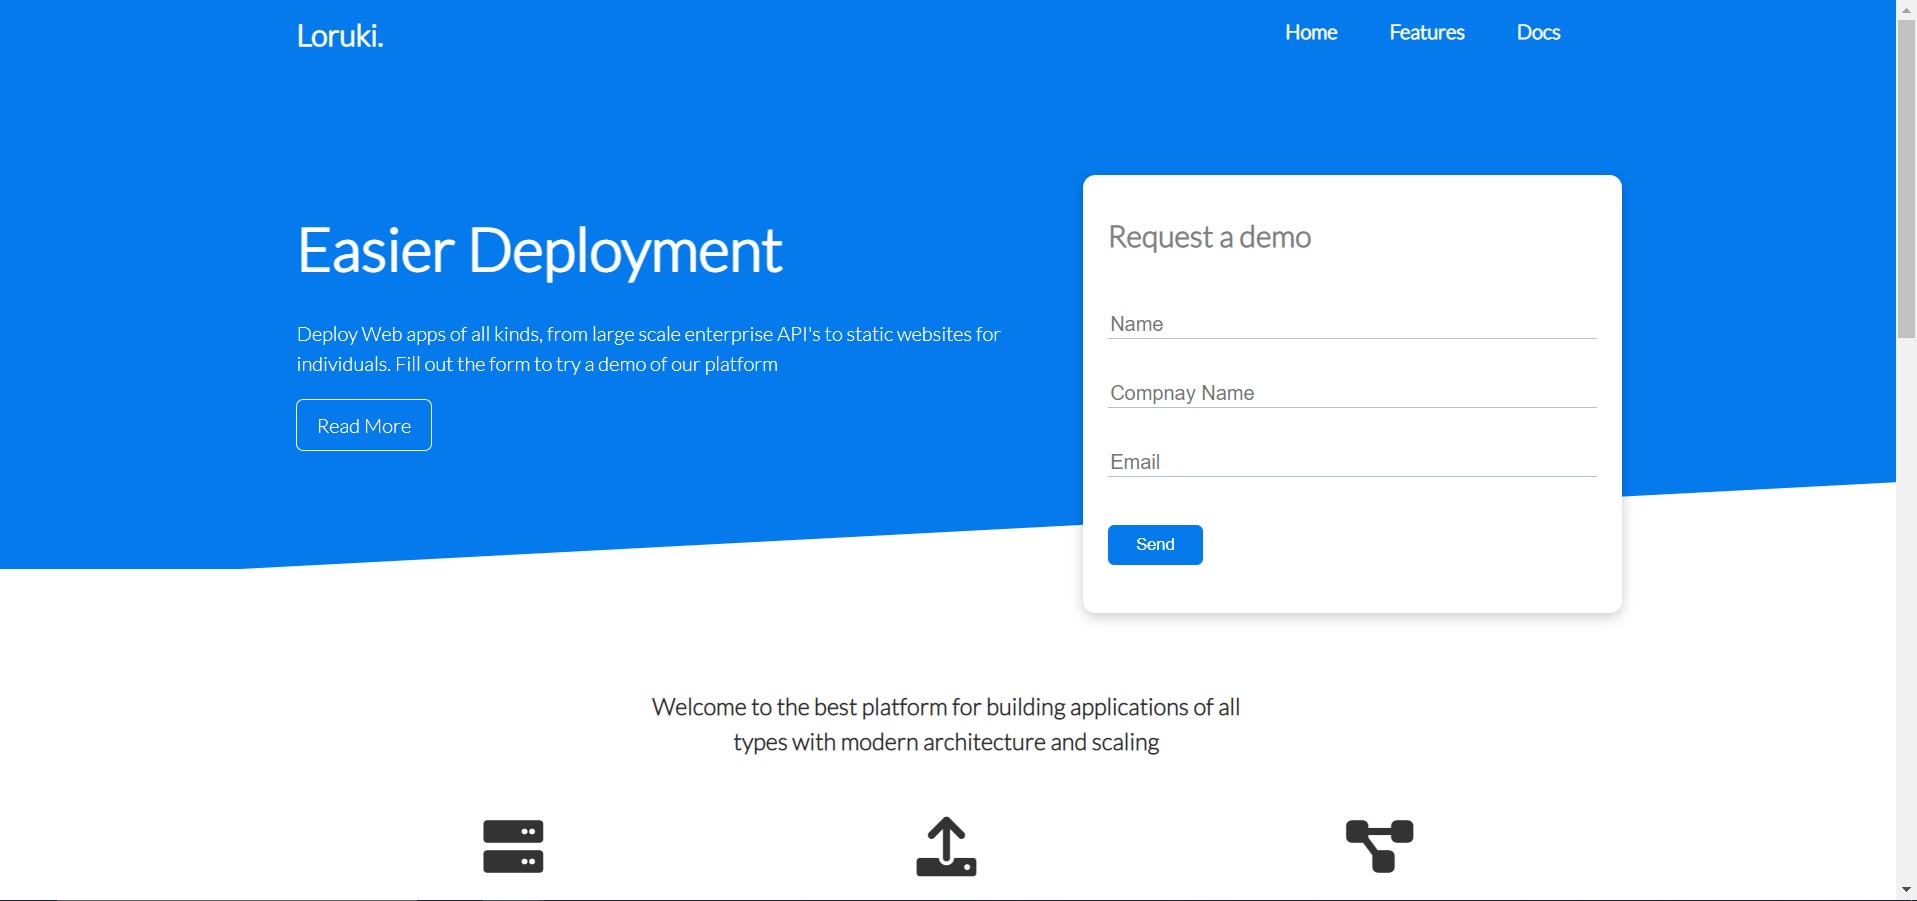 Loruki.
Home Features Docs
Easier Deployment
Deploy Web apps of all kinds, from large scale enterprise API's to static websites for
individuals. Fill out the form to try a demo of our platform
Read More
Request a demo
Name
Compnay Name
Email
Send
Welcome to the best platform for building applications of all
types with modern architecture and scaling